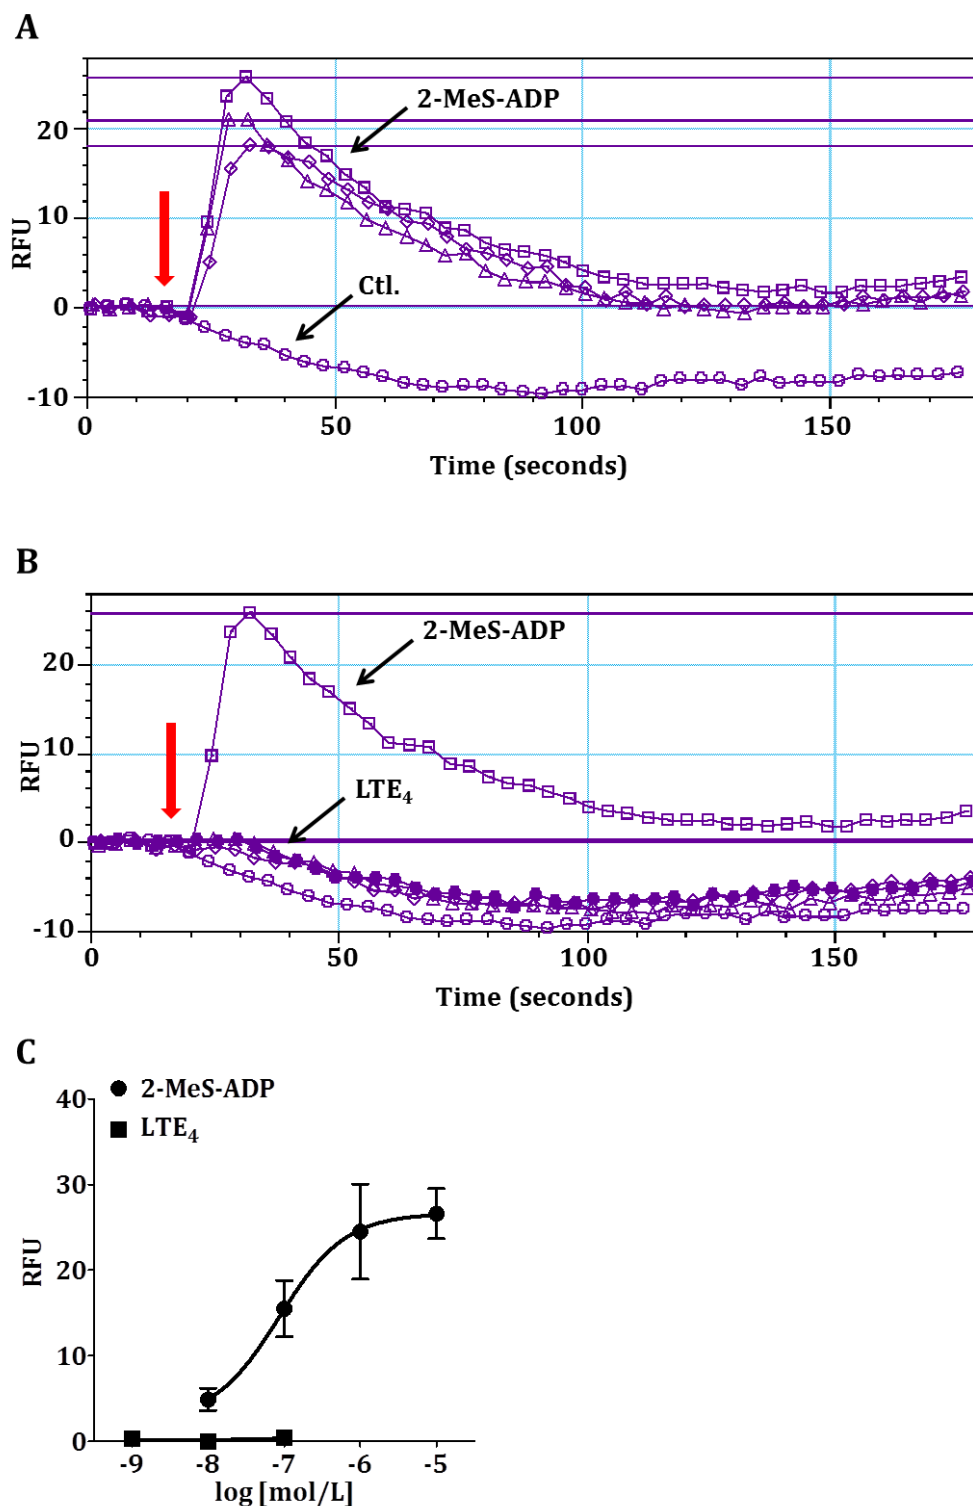 A
RFU
20
10
0
-10
2-MeS-ADP
Ctl.
0 50 100 150
Time (seconds)
B
RFU
20
10
0
-10
2-MeS-ADP
LTE₄
0 50 100 150
Time (seconds)
C
2-MeS-ADP
LTE₄
RFU
40
30
20
10
0
-9 -8 -7 -6 -5
log [mol/L]